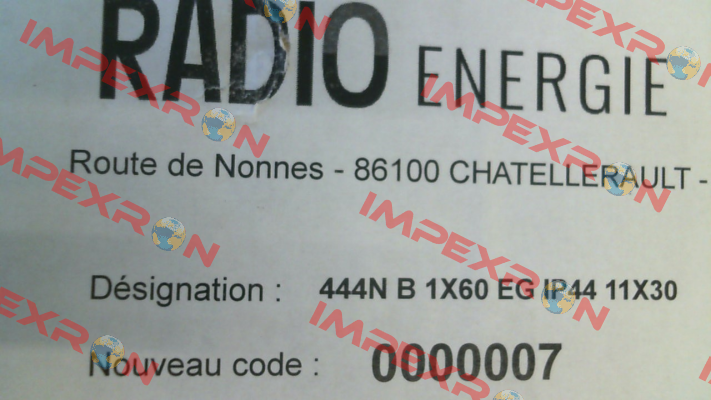 RADIO ENERGIE
Route de Nonnes - 86100 CHATELLERAULT -
Désignation : 444N B 1X60 EG IP44 11X30
Nouveau code : 0000007
IMPEXRON
IMPEXRON
IMPEXRON
IMPEXRON
IMPEXRON
IMPEXRON